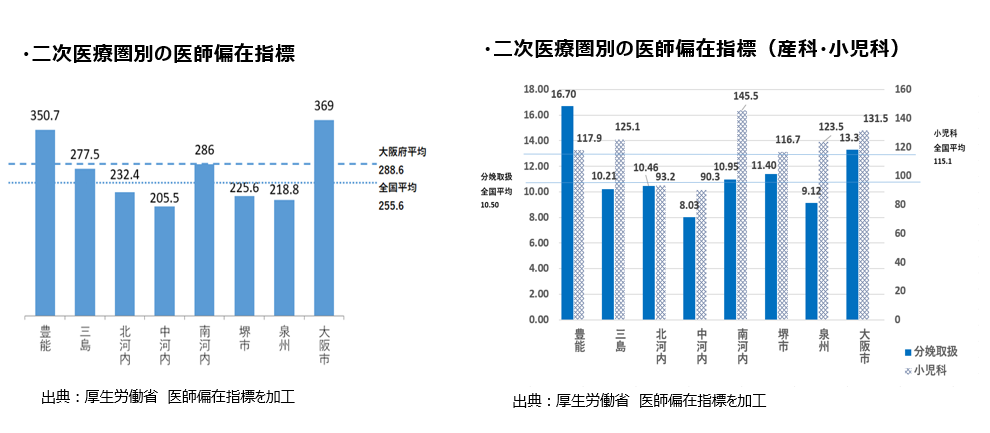 ・二次医療圏別の医師偏在指標
350.7
277.5
232.4
205.5
286
225.6
218.8
369
大阪府平均
288.6
全国平均
255.6
豊能
三島
北河内
中河内
南河内
堺市
泉州
大阪市
出典：厚生労働省 医師偏在指標を加工
・二次医療圏別の医師偏在指標（産科・小児科）
18.00
16.00
14.00
12.00
10.00
8.00
6.00
4.00
2.00
0.00
分娩取扱
全国平均
10.50
16.70
117.9
10.21
125.1
10.46
93.2
8.03
90.3
10.95
145.5
11.40
116.7
9.12
123.5
13.3
131.5
160
140
120
100
80
60
40
20
0
小児科
全国平均
115.1
豊能
三島
北河内
中河内
南河内
堺市
泉州
大阪市
分娩取扱
小児科
出典：厚生労働省 医師偏在指標を加工